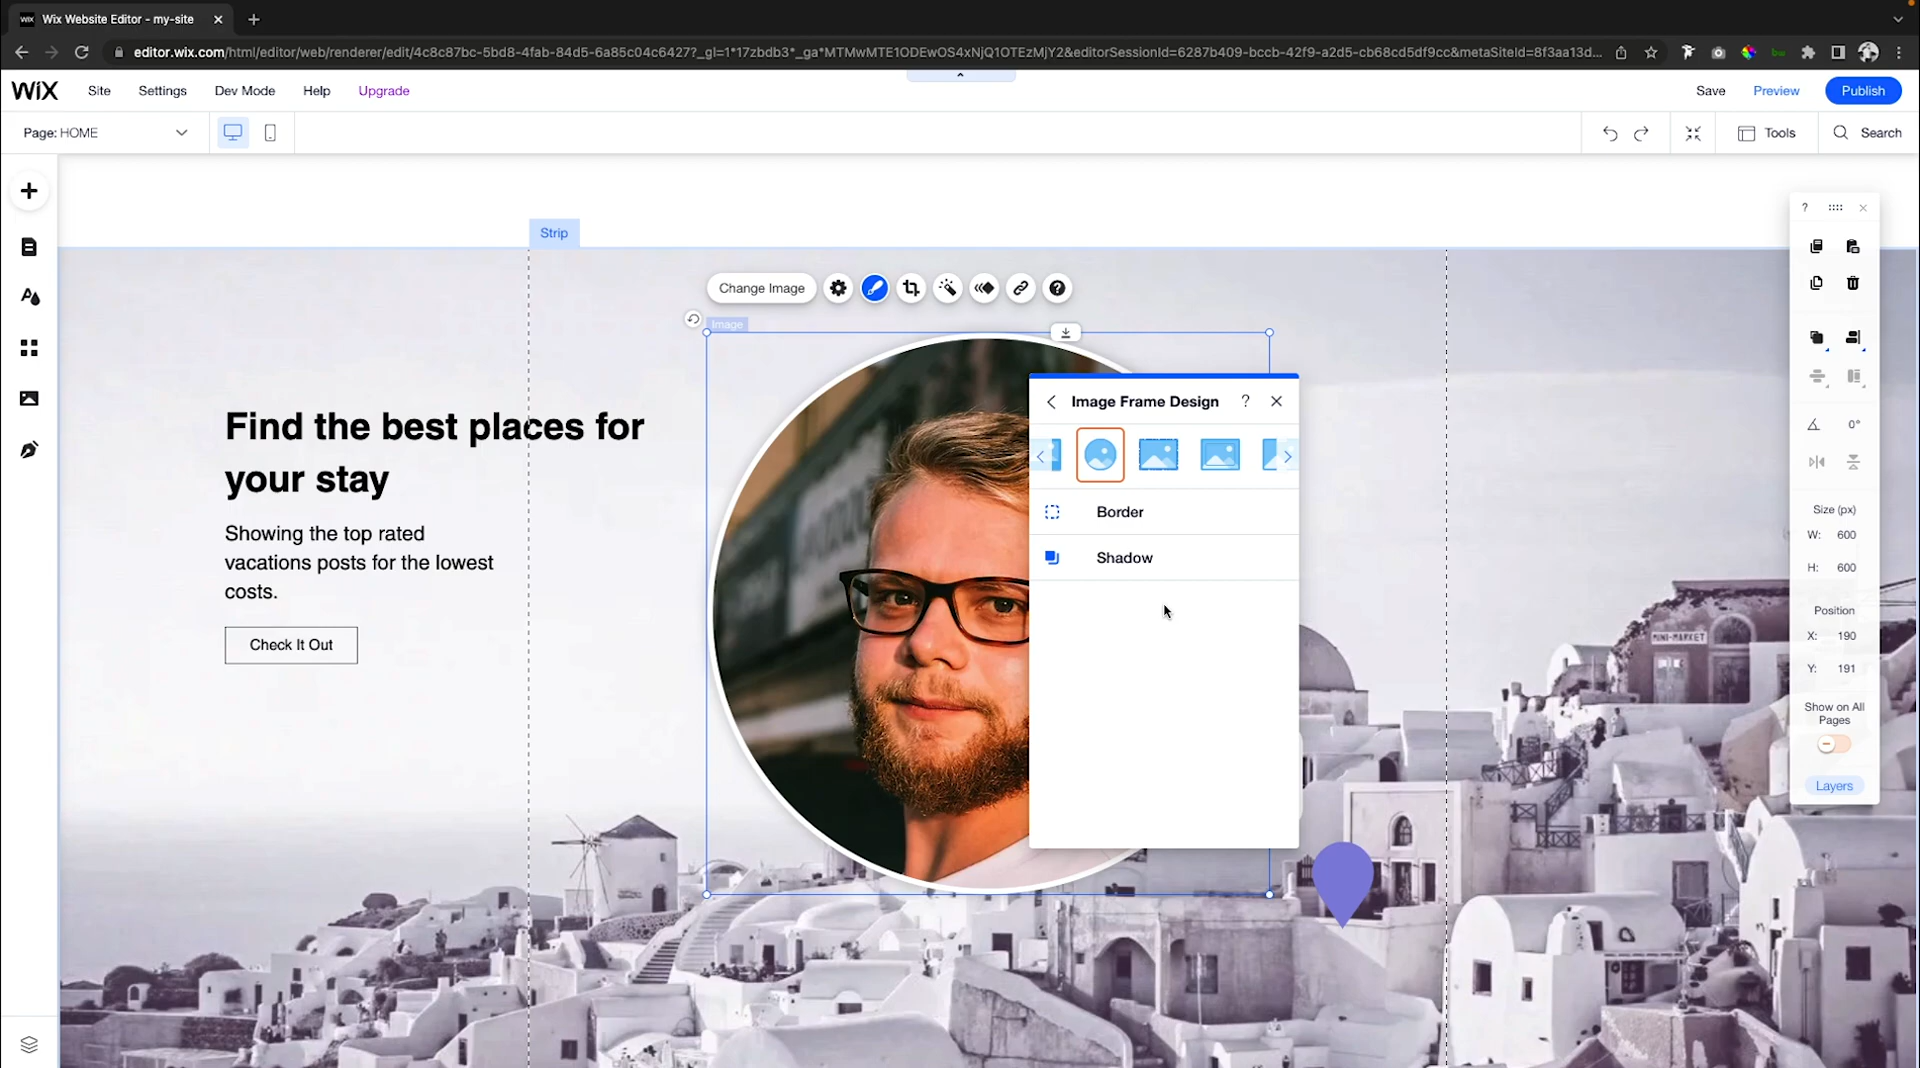 WiX Wix Website Editor - my-site
editor.wix.com/html/editor/web/renderer/edit/4c8c87bc-5bd8-4fab-84d5-6a85c04c6427?_gl=1*17zbdb3*_ga*MTMwMTE1ODEwOS4xNjQ1OTEzMjY2&editorSessionId=6287b409-bccb-42f9-a2d5-cb68cd5df9cc&metaSiteId=8f3aa13d...
WiX Site Settings Dev Mode Help Upgrade Save Preview Publish
Page: HOME Tools Search
Strip
Change Image
Image
Find the best places for
your stay
Showing the top rated
vacations posts for the lowest
costs.
Check It Out
Image Frame Design ?
Border
Shadow
MINI-MARKET
?
0°
Size (px)
W: 600
H: 600
Position
X: 190
Y: 191
Show on All
Pages
Layers